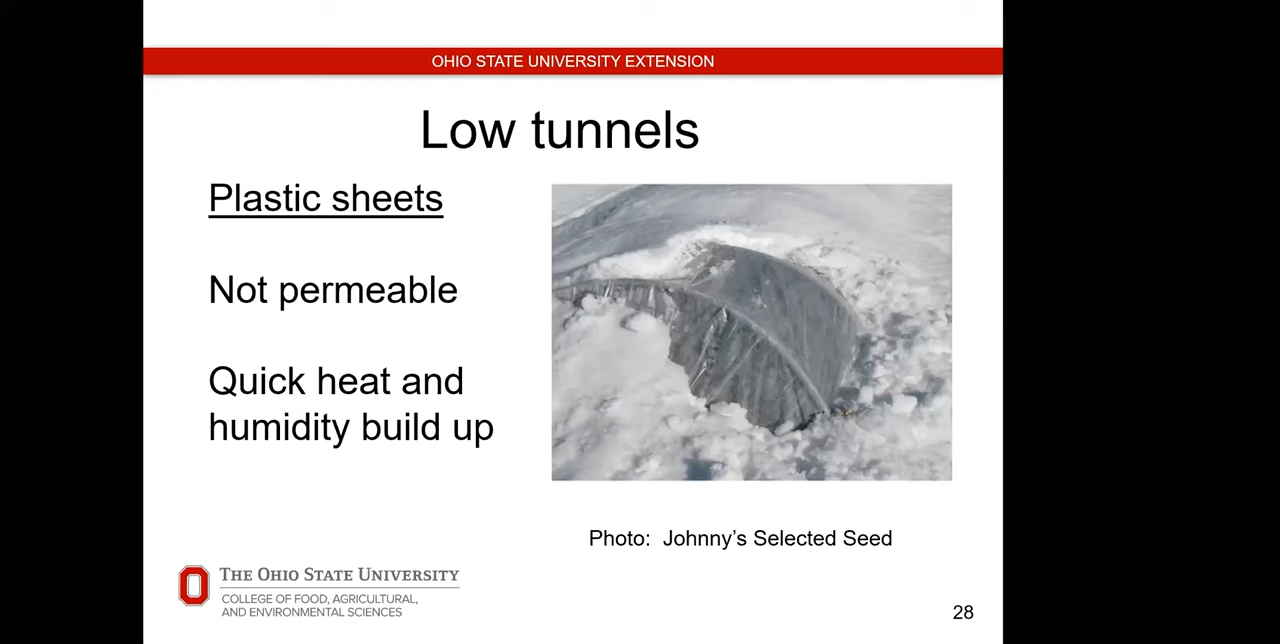 OHIO STATE UNIVERSITY EXTENSION
Low tunnels
Plastic sheets
Not permeable
Quick heat and
humidity build up
Photo: Johnny's Selected Seed
THE OHIO STATE UNIVERSITY
COLLEGE OF FOOD, AGRICULTURAL,
AND ENVIRONMENTAL SCIENCES
28